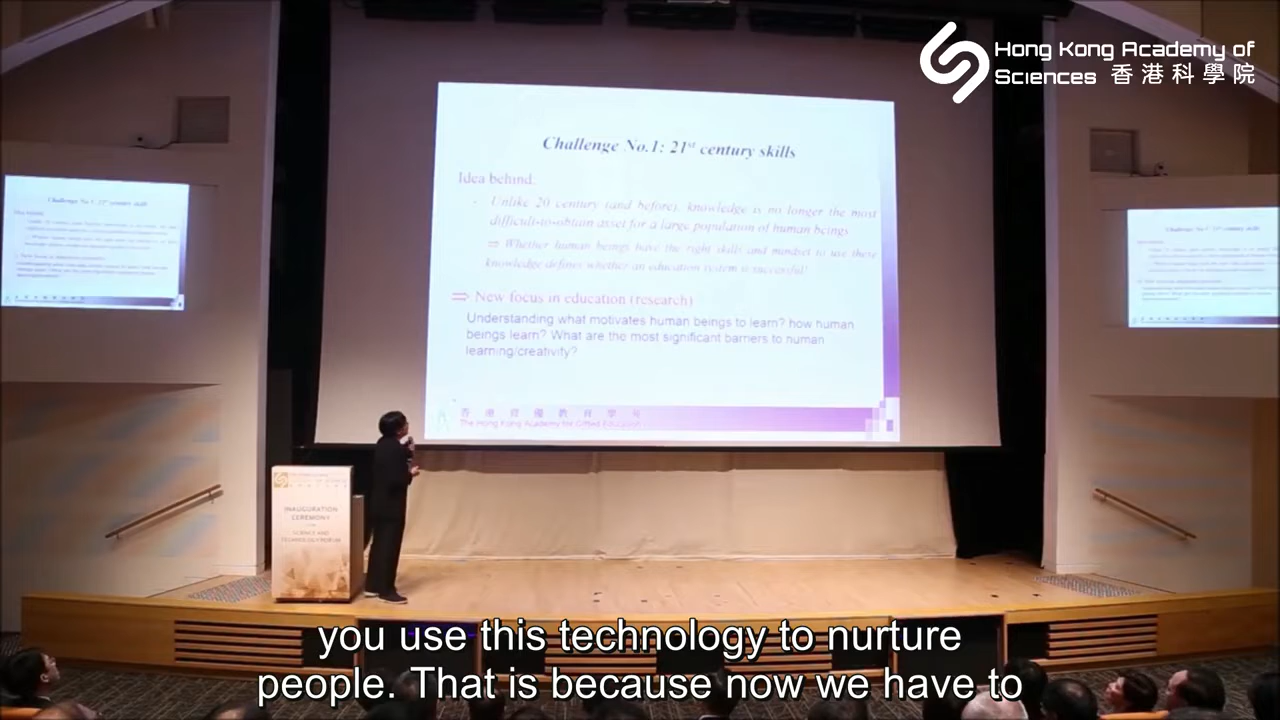 Hong Kong Academy of
Sciences 香港科學院
Challenge No.1: 21st century skills
Idea behind:
- Unlike 20 century (and before), knowledge is no longer the most
difficult-to-obtain asset for a large population of human beings
⇒ Whether human beings have the right skills and mindset to use these
knowledge defines whether an education system is successful!
⇒ New focus in education (research)
Understanding what motivates human beings to learn? how human
beings learn? What are the most significant barriers to human
learning/creativity?
香港資優教育學苑
The Hong Kong Academy for Gifted Education
INAUGURATION
CEREMONY
SCIENCE AND
TECHNOLOGY FORUM
you use this technology to nurture
people. That is because now we have to